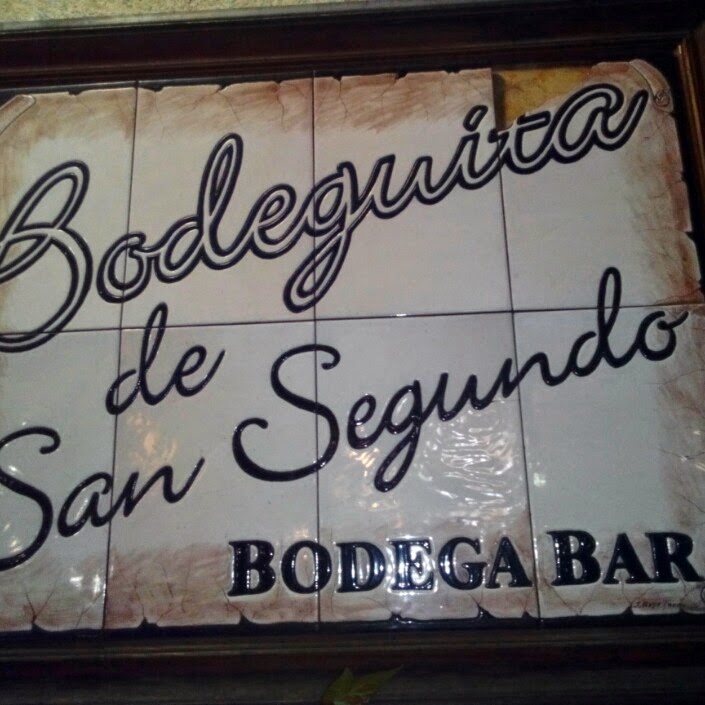 Bodeguita
de
San Segundo
BODEGA BAR